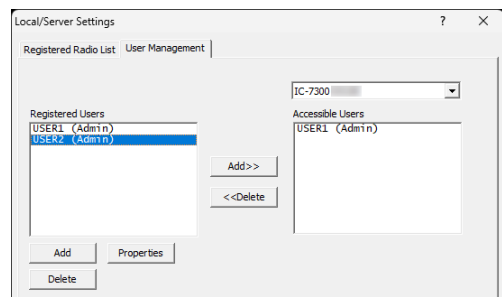 Local/Server Settings ? X
Registered Radio List User Management
IC-7300
Registered Users Accessible Users
USER1 (Admin) USER1 (Admin)
USER2 (Admin)
Add>>
<<Delete
Add Properties
Delete